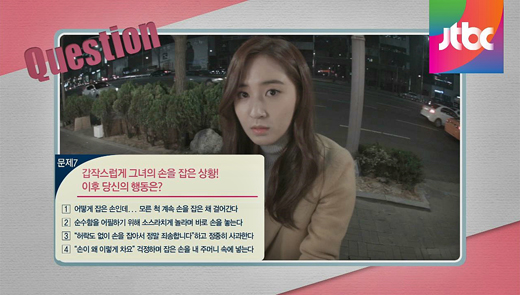 Question
jtbc
문제7
갑작스럽게 그녀의 손을 잡은 상황!
이후 당신의 행동은?
1 어떻게 잡은 손인데... 모른 척 계속 손을 잡은 채 걸어간다
2 순수함을 어필하기 위해 소스라치게 놀라며 바로 손을 놓는다
3 "허락도 없이 손을 잡아서 정말 죄송합니다"하고 정중히 사과한다
4 "손이 왜 이렇게 차요" 걱정하며 잡은 손을 내 주머니 속에 넣는다